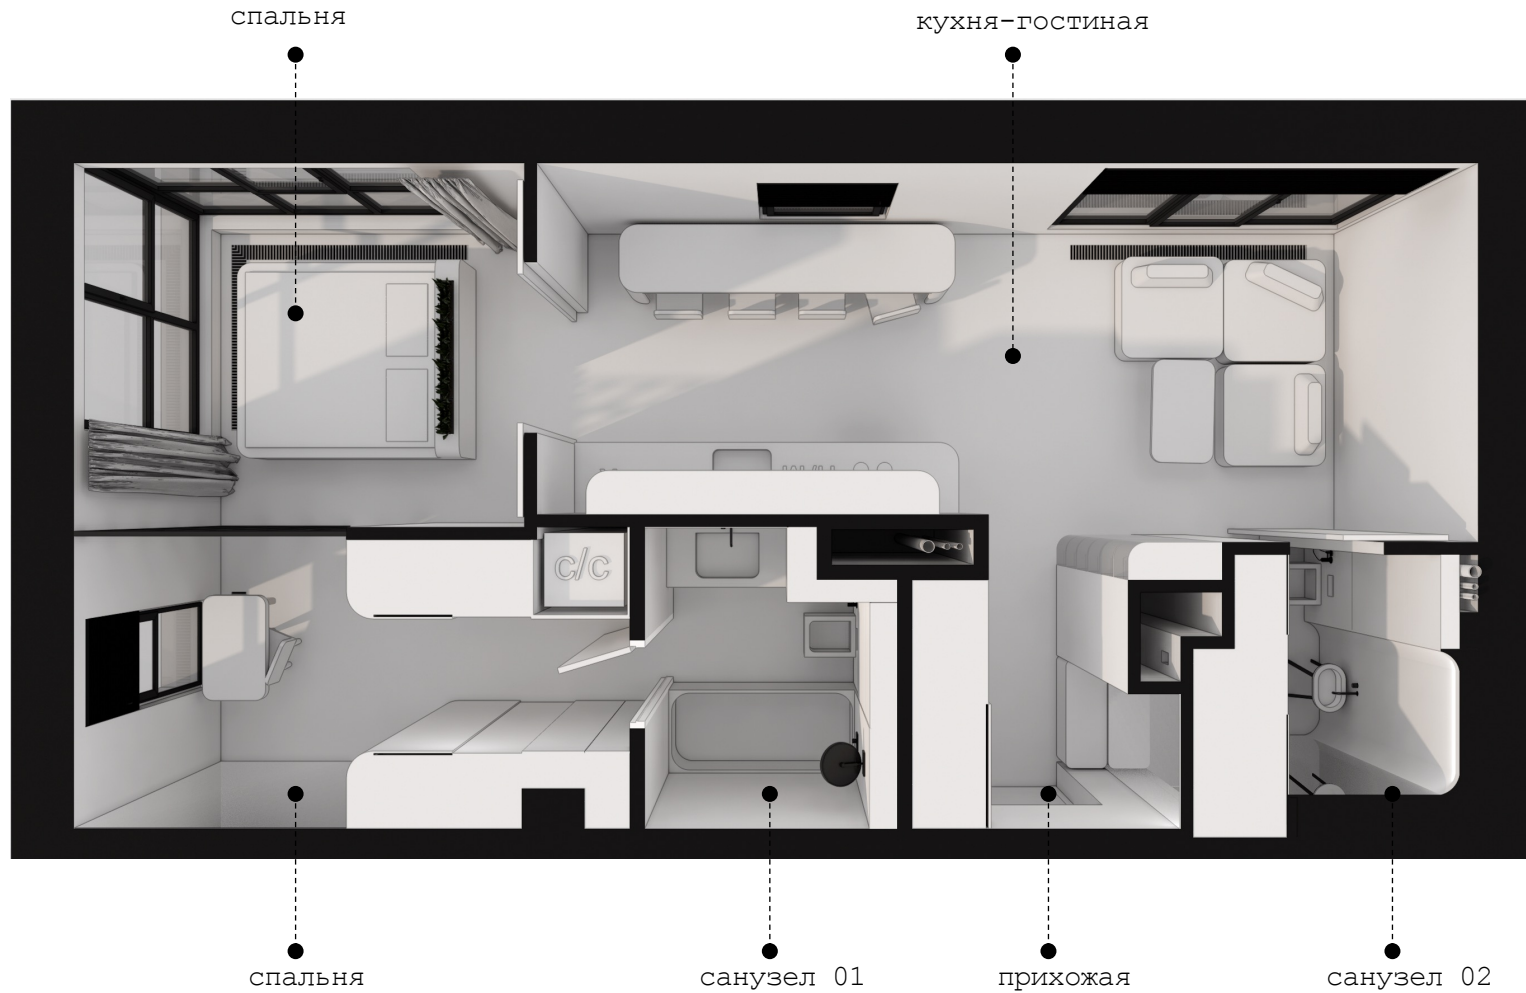 спальня
кухня-гостиная
с/с
спальня
санузел 01
прихожая
санузел 02